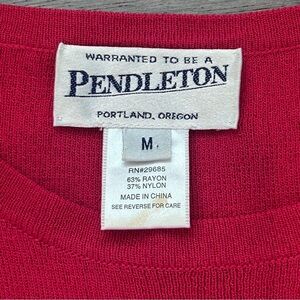 WARRANTED TO BE A
PENDLETON
PORTLAND, OREGON
M
RN#29685
63% RAYON
37% NYLON
MADE IN CHINA
SEE REVERSE FOR CARE